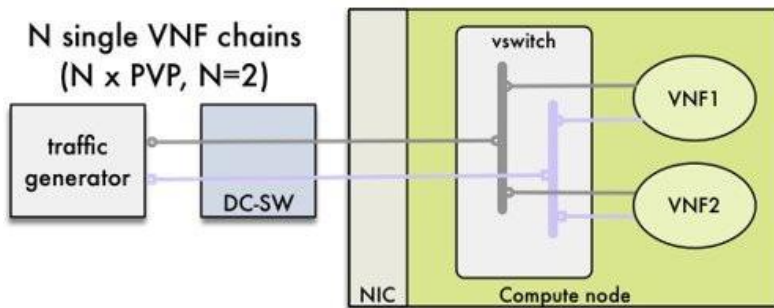 N single VNF chains
(N x PVP, N=2)
traffic
generator
DC-SW
NIC
vswitch
VNF1
VNF2
Compute node